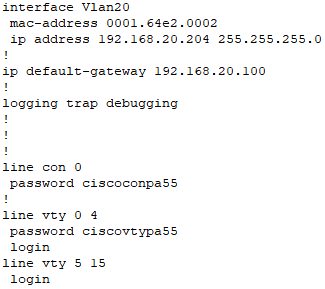 interface Vlan20
 mac-address 0001.64e2.0002
 ip address 192.168.20.204 255.255.255.0
!
ip default-gateway 192.168.20.100
!
logging trap debugging
!
!
!
line con 0
 password ciscoconpa55
!
line vty 0 4
 password ciscovtypa55
 login
line vty 5 15
 login